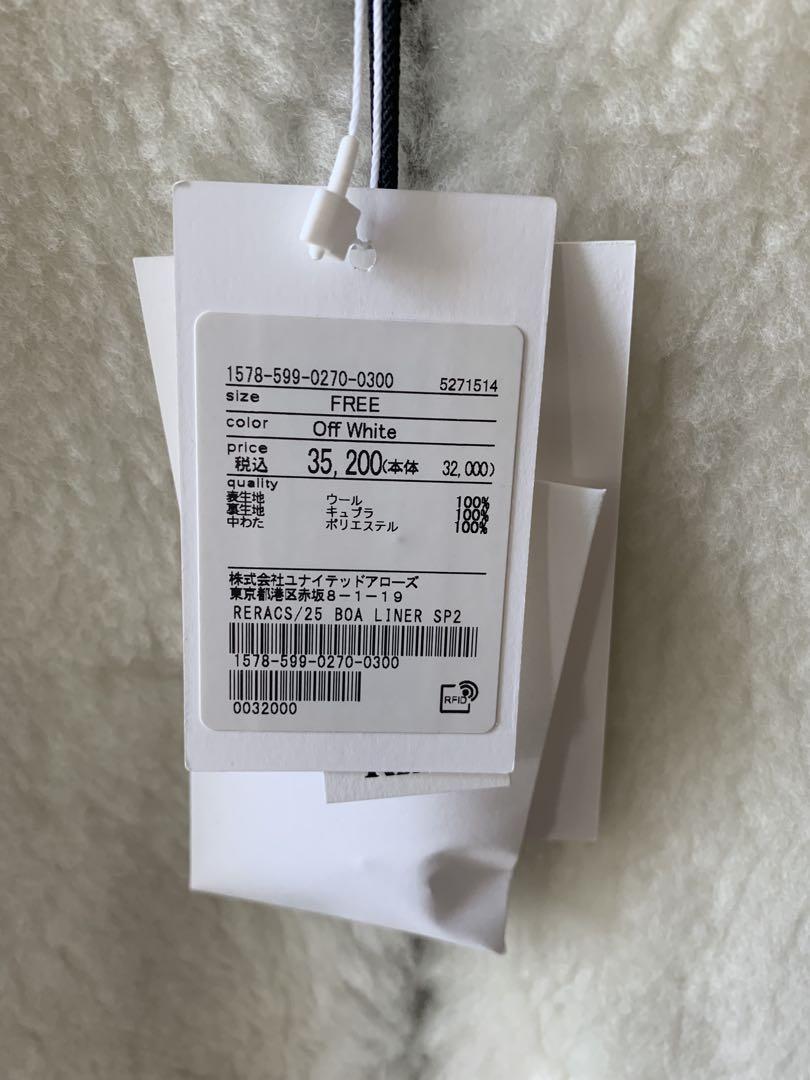 1578-599-0270-0300 5271514
size FREE
color Off White
price
税込 35,200(本体 32,000)
quality
表生地 ウール 100%
裏生地 キュプラ 100%
中わた ポリエステル 100%
株式会社ユナイテッドアローズ
東京都港区赤坂8-1-19
RERACS/25 BOA LINER SP2
1578-599-0270-0300
RFID
0032000